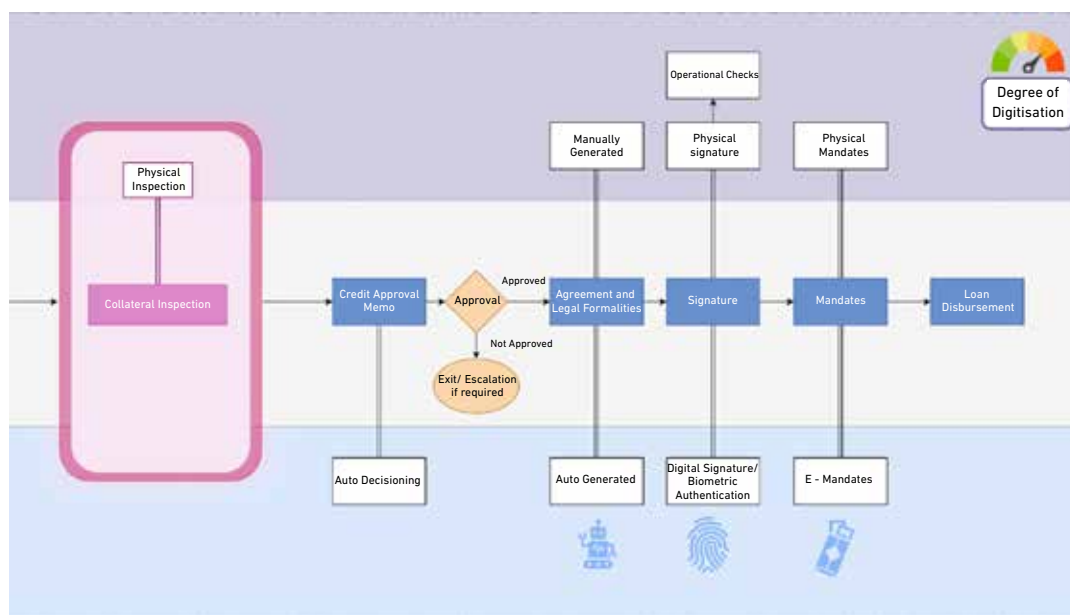 Operational Checks
Degree of
Digitisation
Manually
Generated
Physical
signature
Physical
Mandates
Physical
Inspection
Collateral Inspection
Credit Approval
Memo
Approval
Approved
Agreement and
Legal Formalities
Signature
Mandates
Loan
Disbursement
Not Approved
Exit/ Escalation
if required
Auto Decisioning
Auto Generated
Digital Signature/
Biometric
Authentication
E - Mandates